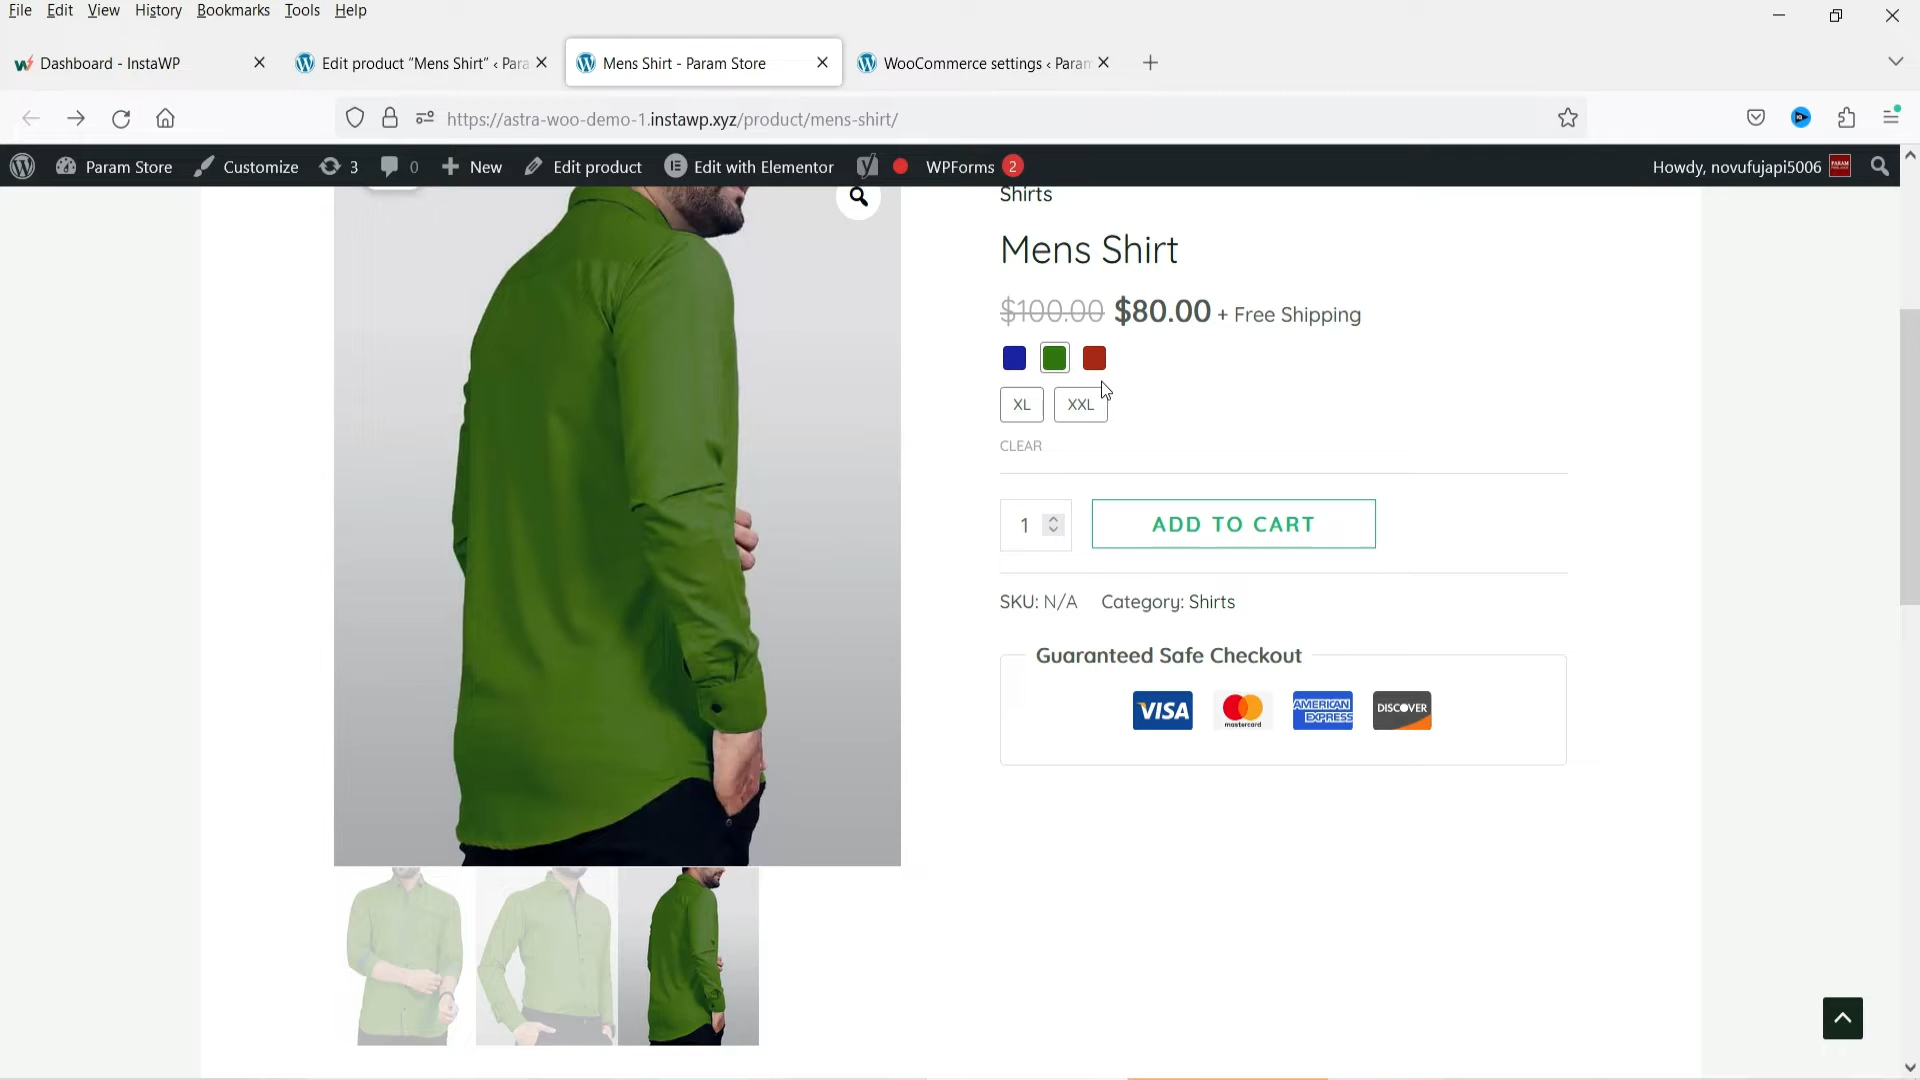 File Edit View History Bookmarks Tools Help
Dashboard - InstaWP
Edit product “Mens Shirt” ‹ Para
Mens Shirt - Param Store
WooCommerce settings ‹ Param
https://astra-woo-demo-1.instawp.xyz/product/mens-shirt/
Param Store Customize 3 0 New Edit product Edit with Elementor WPForms 2 Howdy, novufujapi5006
Shirts
Mens Shirt
$100.00 $80.00 + Free Shipping
XL XXL
CLEAR
1 ADD TO CART
SKU: N/A Category: Shirts
Guaranteed Safe Checkout
VISA mastercard AMERICAN EXPRESS DISCOVER